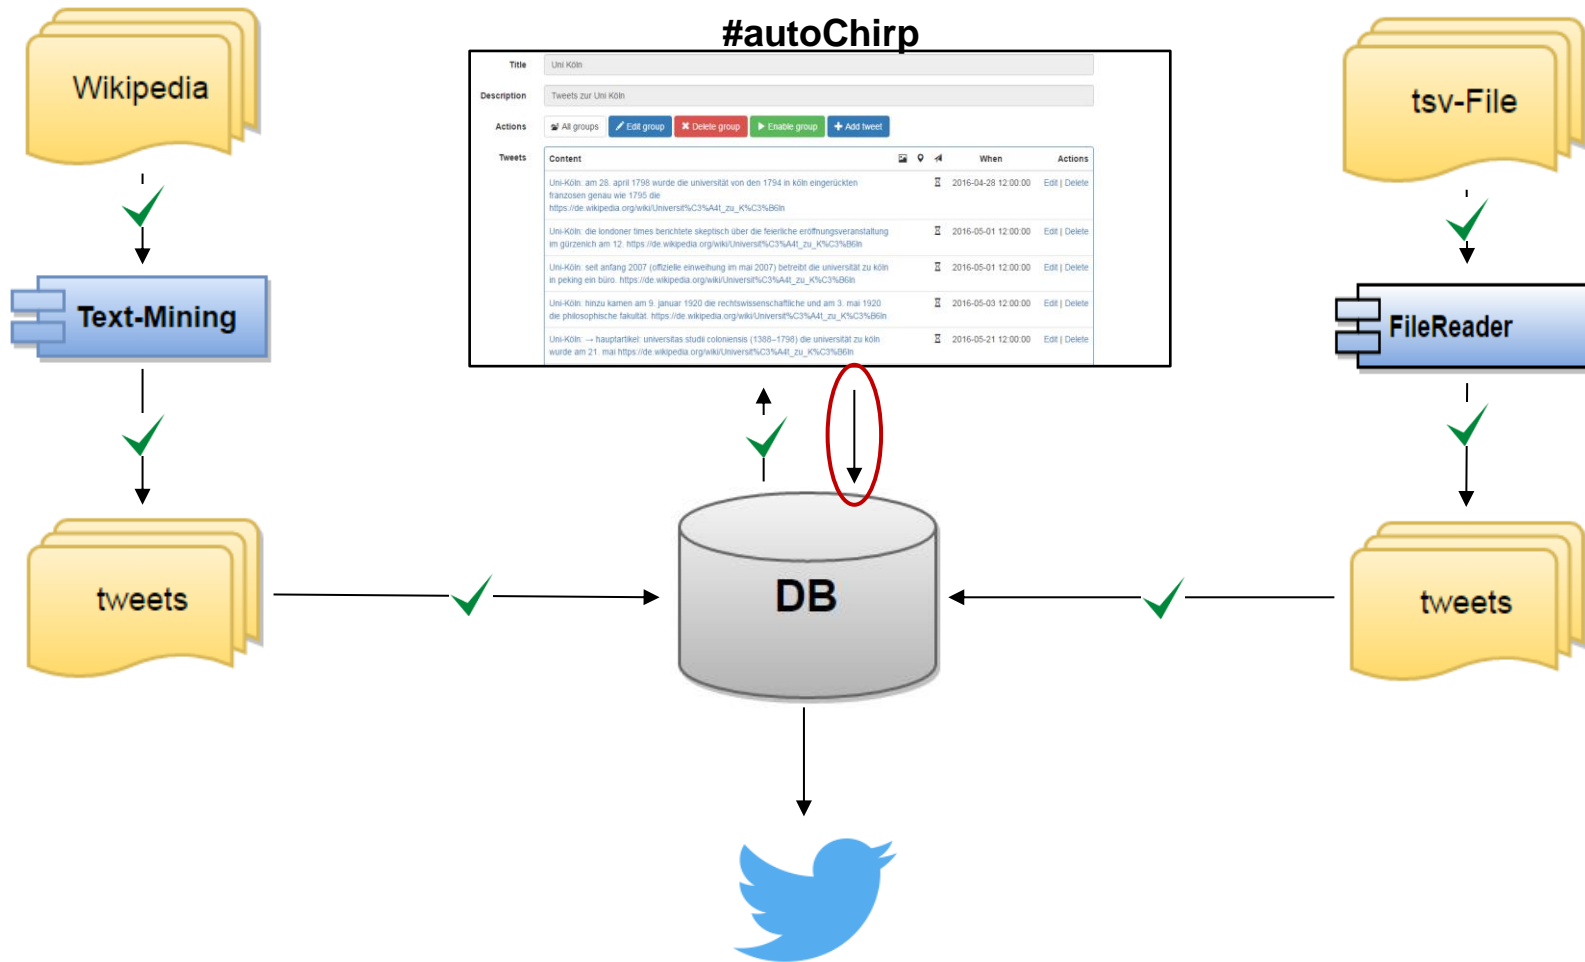 #autoChirp
Wikipedia
Text-Mining
tweets
Title
Uni Köln
Description
Tweets zur Uni Köln
Actions
All groups
Edit group
Delete group
Enable group
Add tweet
Tweets
Content
When
Actions
Uni-Köln: am 28. april 1798 wurde die universität von den 1794 in köln eingerückten
franzosen genau wie 1795 die
https://de.wikipedia.org/wiki/Universit%C3%A4t_zu_K%C3%B6ln
2016-04-28 12:00:00
Edit | Delete
Uni-Köln: die londoner times berichtete skeptisch über die feierliche eröffnungsveranstaltung
im gürzenich am 12. https://de.wikipedia.org/wiki/Universit%C3%A4t_zu_K%C3%B6ln
2016-05-01 12:00:00
Edit | Delete
Uni-Köln: seit anfang 2007 (offizielle einweihung im mai 2007) betreibt die universität zu köln
in peking ein büro. https://de.wikipedia.org/wiki/Universit%C3%A4t_zu_K%C3%B6ln
2016-05-01 12:00:00
Edit | Delete
Uni-Köln: hinzu kamen am 9. januar 1920 die rechtswissenschaftliche und am 3. mai 1920
die philosophische fakultät. https://de.wikipedia.org/wiki/Universit%C3%A4t_zu_K%C3%B6ln
2016-05-03 12:00:00
Edit | Delete
Uni-Köln: → hauptartikel: universitas studii coloniensis (1388–1798) die universität zu köln
wurde am 21. mai https://de.wikipedia.org/wiki/Universit%C3%A4t_zu_K%C3%B6ln
2016-05-21 12:00:00
Edit | Delete
DB
tsv-File
FileReader
tweets